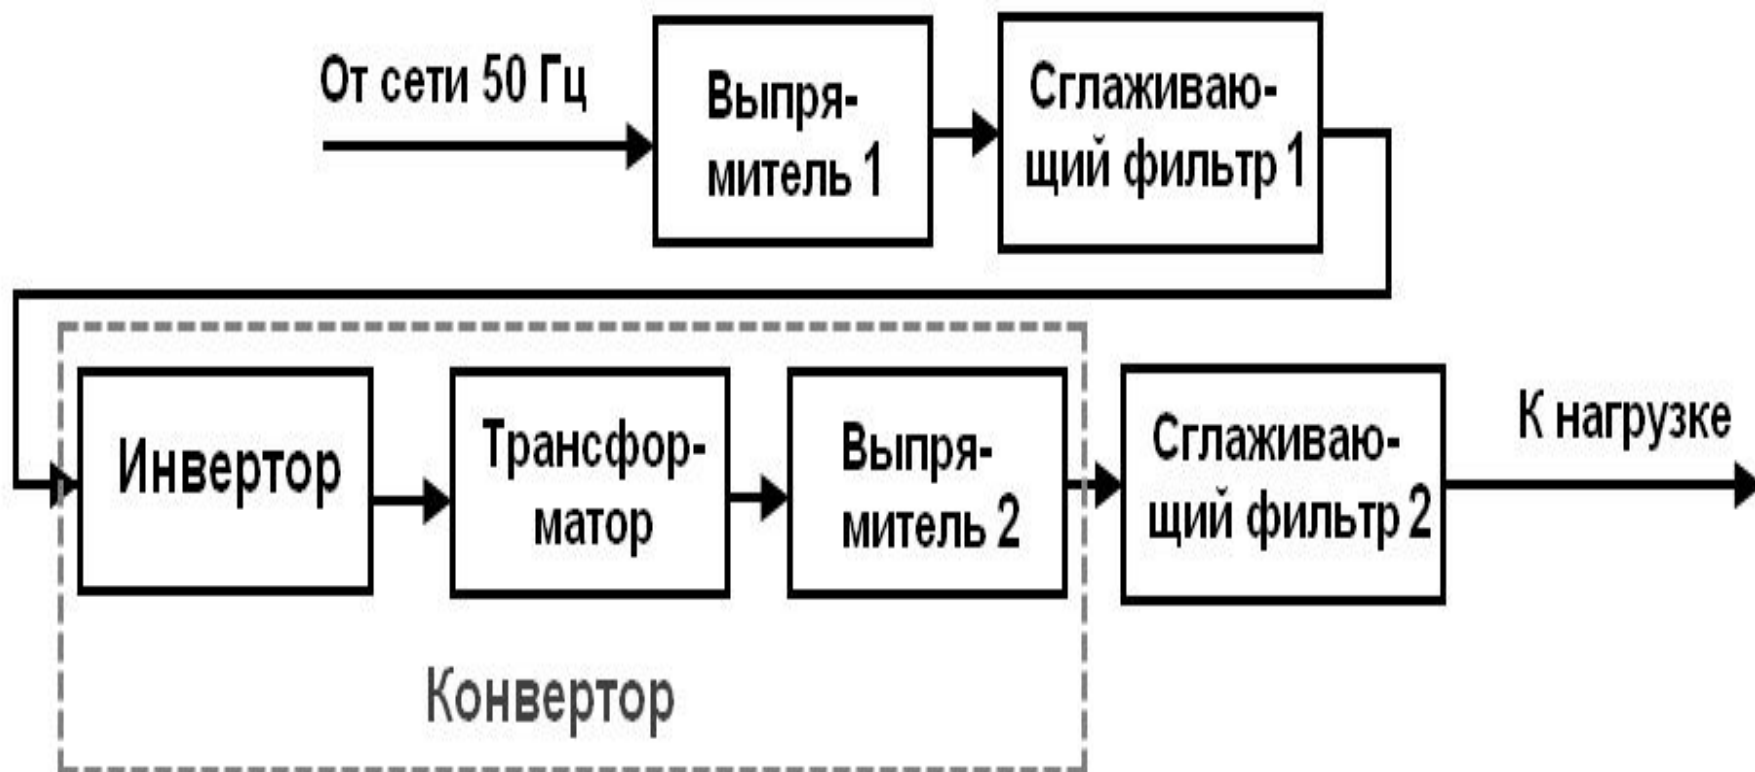 От сети 50 Гц
Выпря-
митель 1
Сглаживаю-
щий фильтр 1
Инвертор
Трансфор-
матор
Выпря-
митель 2
Сглаживаю-
щий фильтр 2
К нагрузке
Конвертор